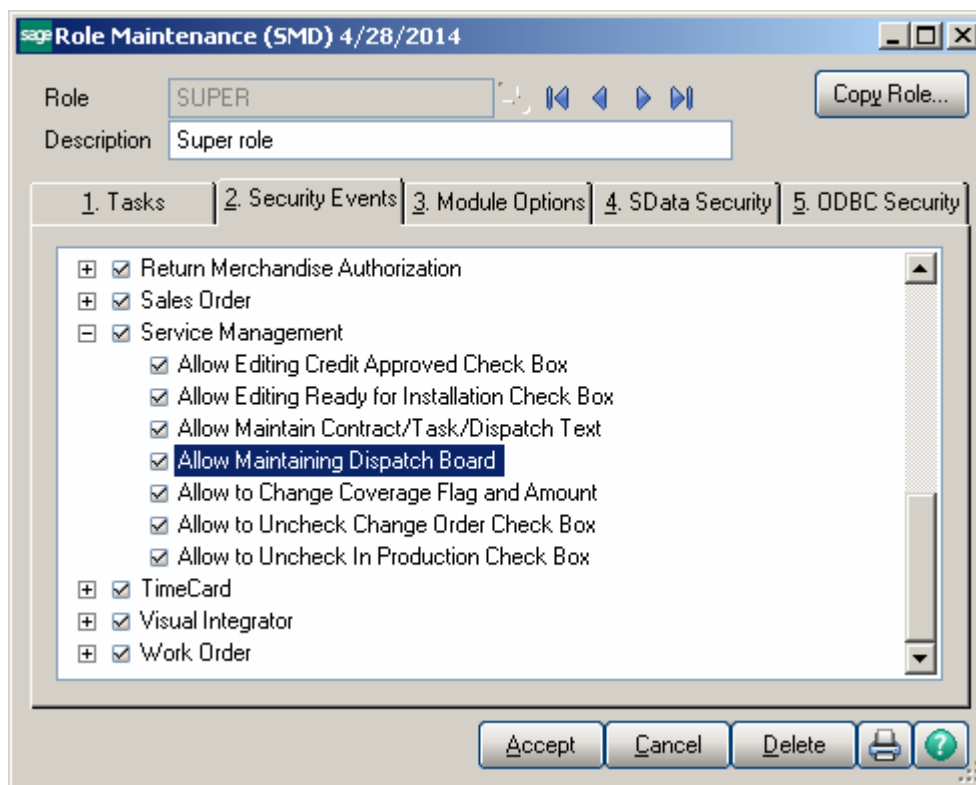 sage Role Maintenance (SMD) 4/28/2014
Role SUPER Copy Role...
Description Super role
1. Tasks 2. Security Events 3. Module Options 4. SData Security 5. ODBC Security
Return Merchandise Authorization
Sales Order
Service Management
Allow Editing Credit Approved Check Box
Allow Editing Ready for Installation Check Box
Allow Maintain Contract/Task/Dispatch Text
Allow Maintaining Dispatch Board
Allow to Change Coverage Flag and Amount
Allow to Uncheck Change Order Check Box
Allow to Uncheck In Production Check Box
TimeCard
Visual Integrator
Work Order
Accept Cancel Delete ?